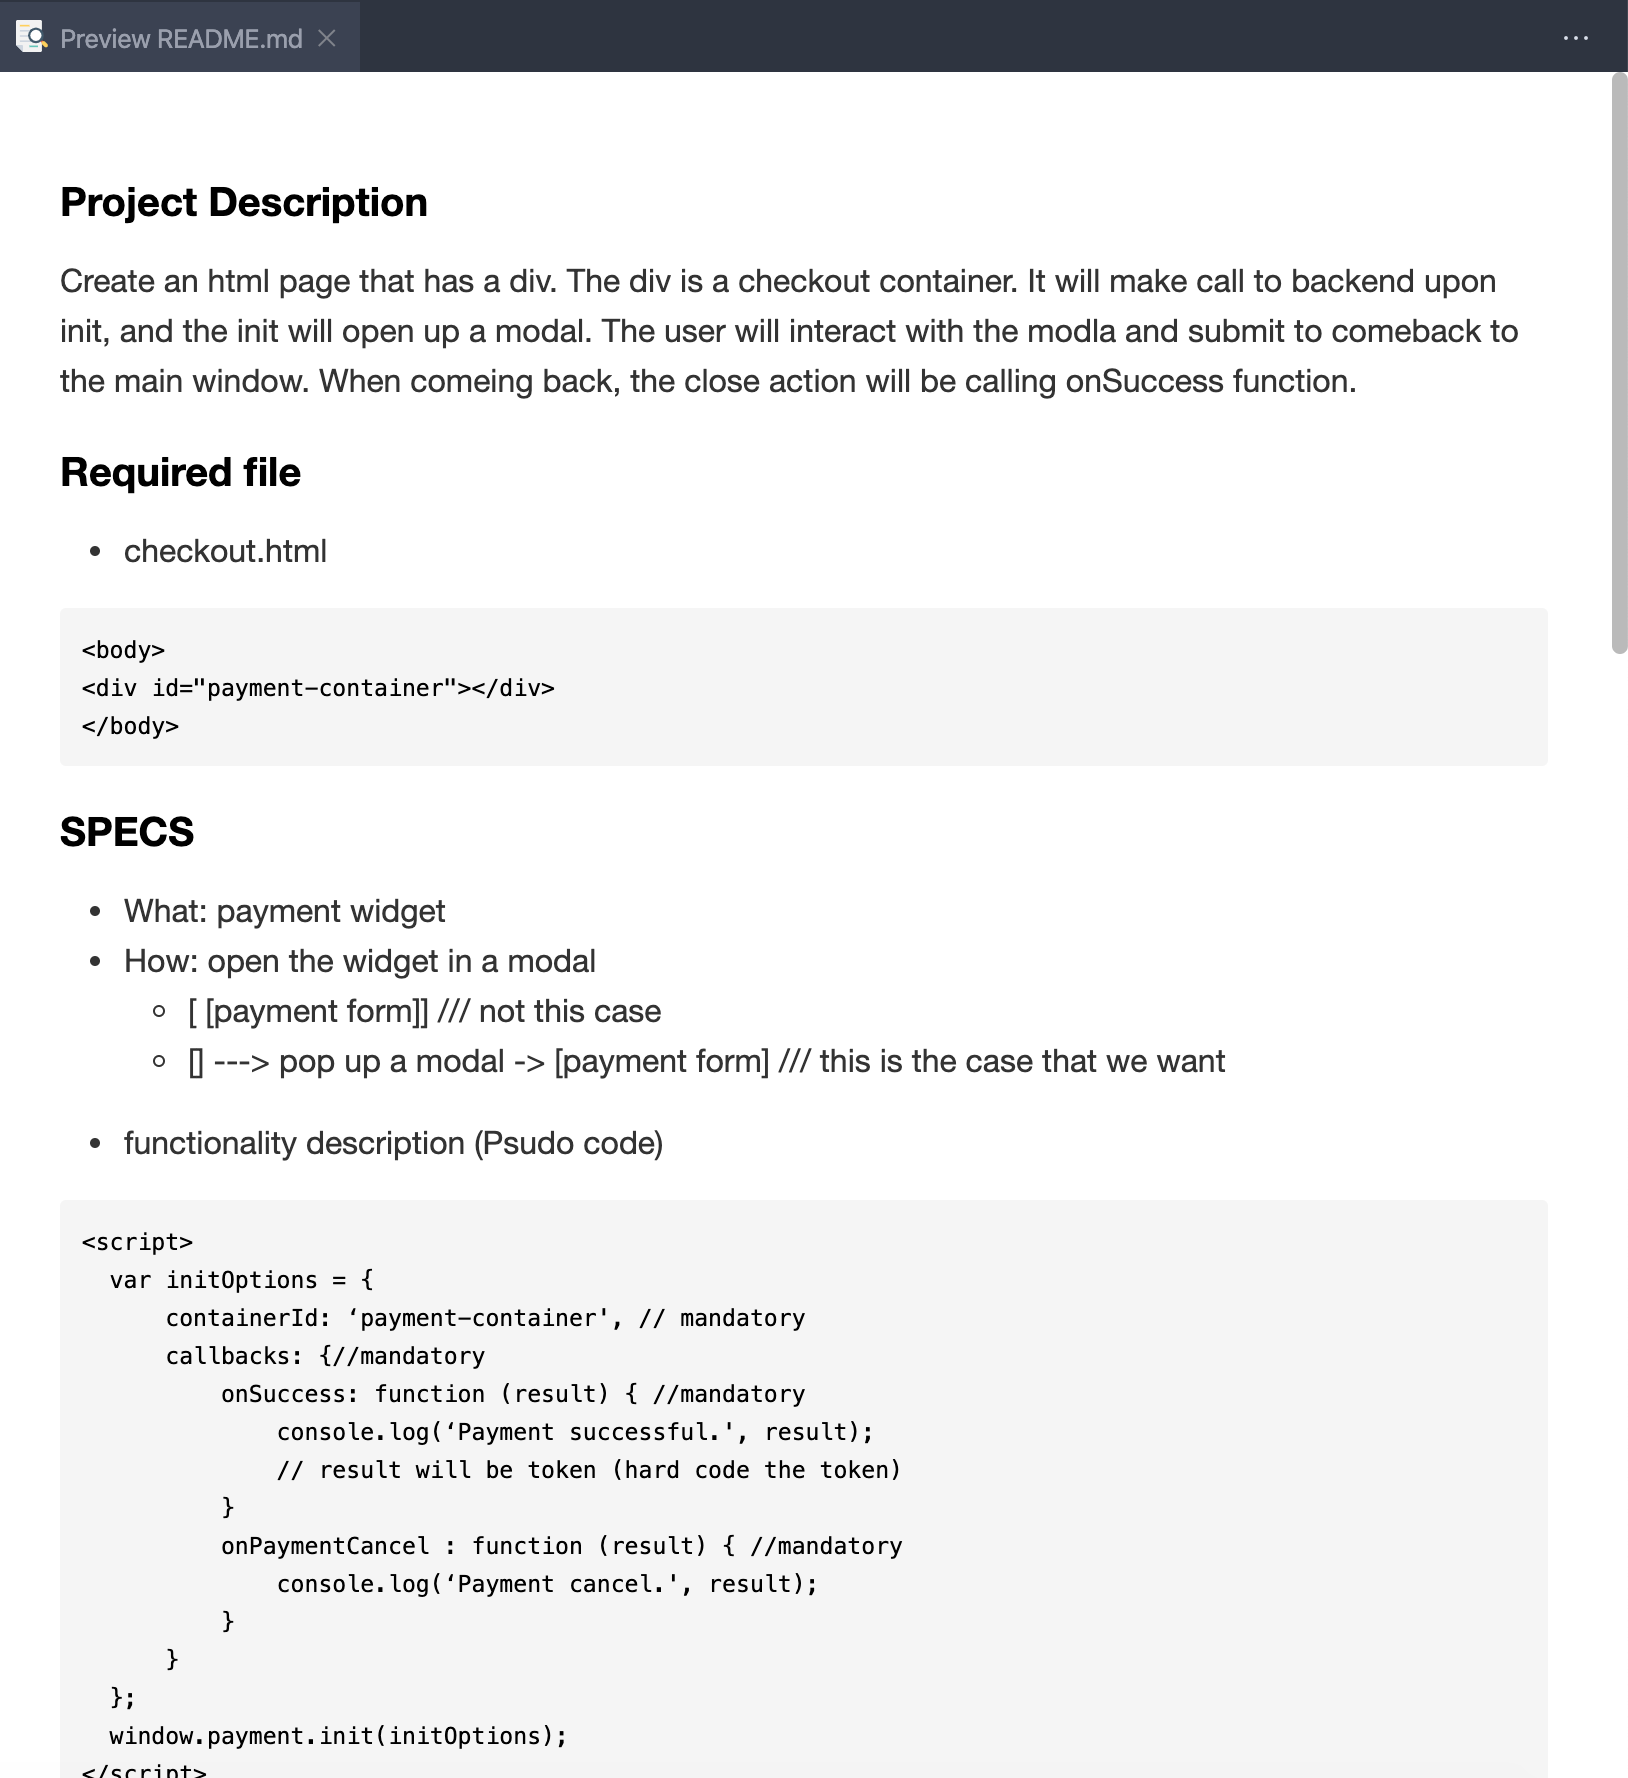 Preview README.md
Project Description
Create an html page that has a div. The div is a checkout container. It will make call to backend upon
init, and the init will open up a modal. The user will interact with the modla and submit to comeback to
the main window. When comeing back, the close action will be calling onSuccess function.
Required file
• checkout.html
<body>
<div id="payment-container"></div>
</body>
SPECS
• What: payment widget
• How: open the widget in a modal
◦ [ [payment form]] /// not this case
◦ [] ---> pop up a modal -> [payment form] /// this is the case that we want
• functionality description (Psudo code)
<script>
  var initOptions = {
      containerId: ‘payment-container', // mandatory
      callbacks: {//mandatory
          onSuccess: function (result) { //mandatory
              console.log(‘Payment successful.', result);
              // result will be token (hard code the token)
          }
          onPaymentCancel : function (result) { //mandatory
              console.log(‘Payment cancel.', result);
          }
      }
  };
  window.payment.init(initOptions);
</script>